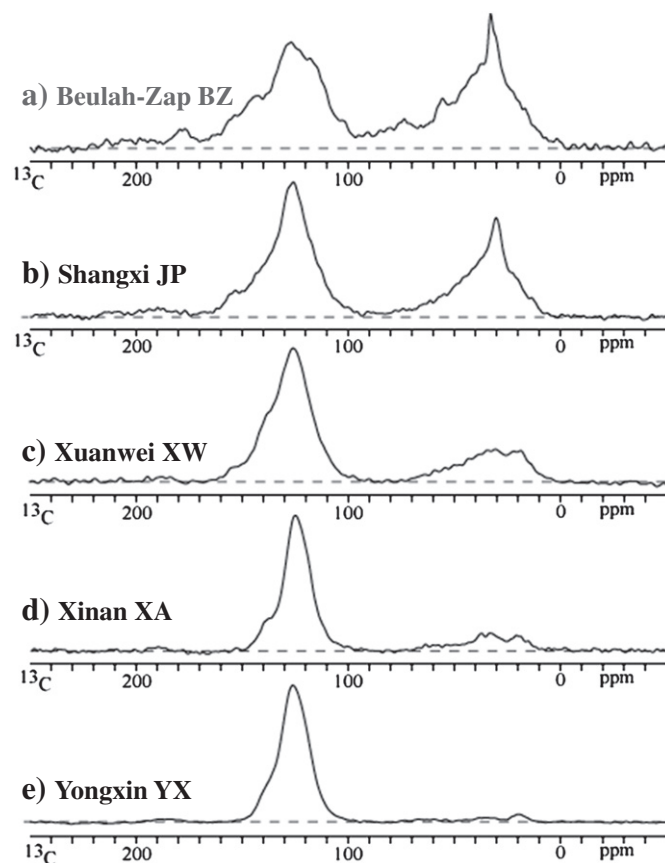 a) Beulah-Zap BZ
¹³C 200 100 0 ppm
b) Shangxi JP
¹³C 200 100 0 ppm
c) Xuanwei XW
¹³C 200 100 0 ppm
d) Xinan XA
¹³C 200 100 0 ppm
e) Yongxin YX
¹³C 200 100 0 ppm